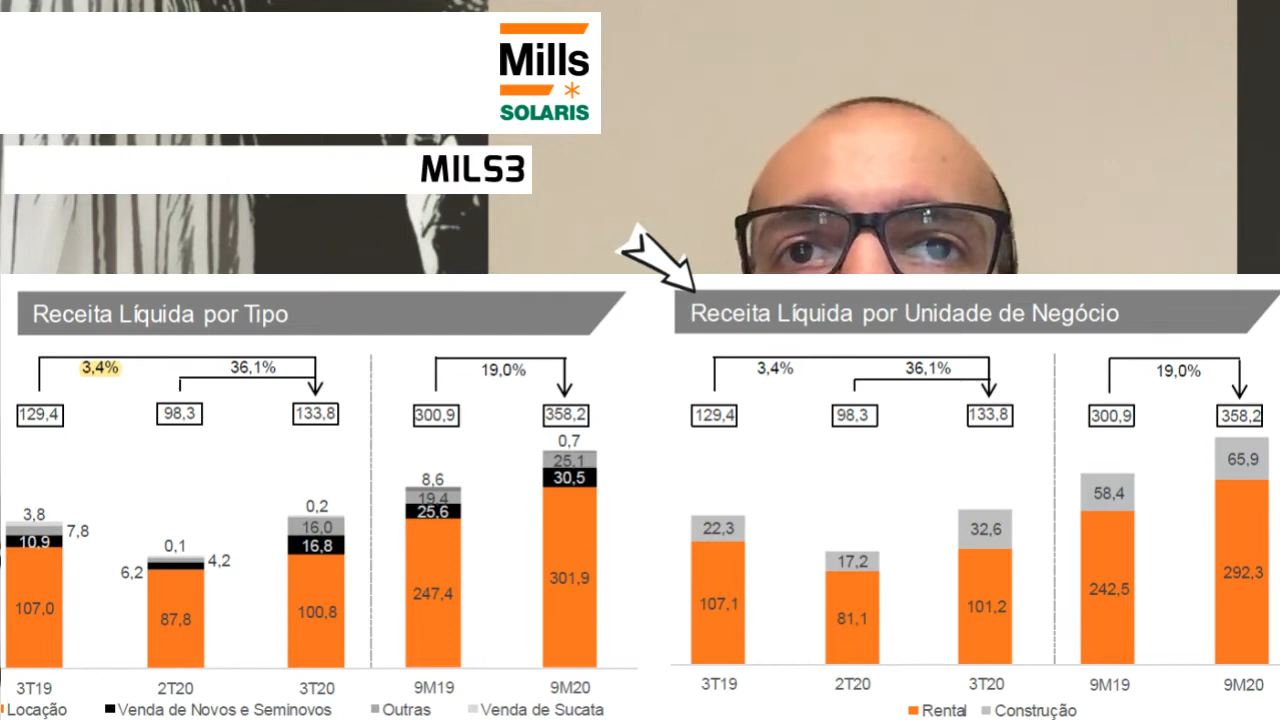 Mills
SOLARIS
MILS3
Receita Líquida por Tipo
3,4%
36,1%
19,0%
129,4
98,3
133,8
300,9
358,2
3,8
7,8
10,9
107,0
0,1
4,2
6,2
87,8
0,2
16,0
16,8
100,8
8,6
19,4
25,6
247,4
0,7
25,1
30,5
301,9
3T19
2T20
3T20
9M19
9M20
Locação
Venda de Novos e Seminovos
Outras
Venda de Sucata
Receita Líquida por Unidade de Negócio
3,4%
36,1%
19,0%
129,4
98,3
133,8
300,9
358,2
22,3
107,1
17,2
81,1
32,6
101,2
58,4
242,5
65,9
292,3
3T19
2T20
3T20
9M19
9M20
Rental
Construção